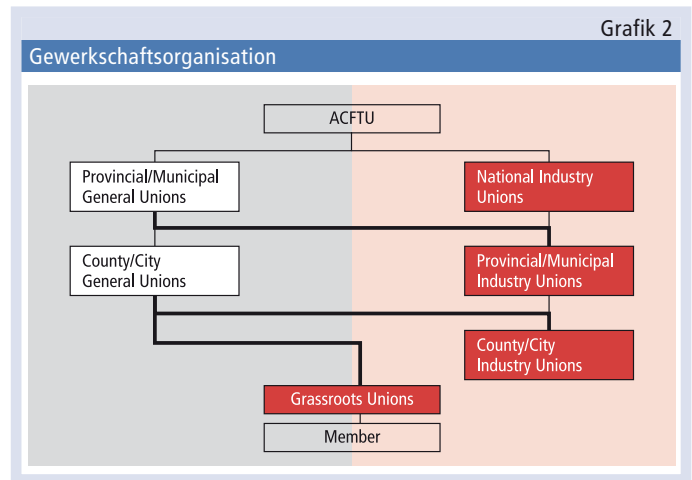 Grafik 2
Gewerkschaftsorganisation
ACFTU
Provincial/Municipal
General Unions
National Industry
Unions
County/City
General Unions
Provincial/Municipal
Industry Unions
County/City
Industry Unions
Grassroots Unions
Member